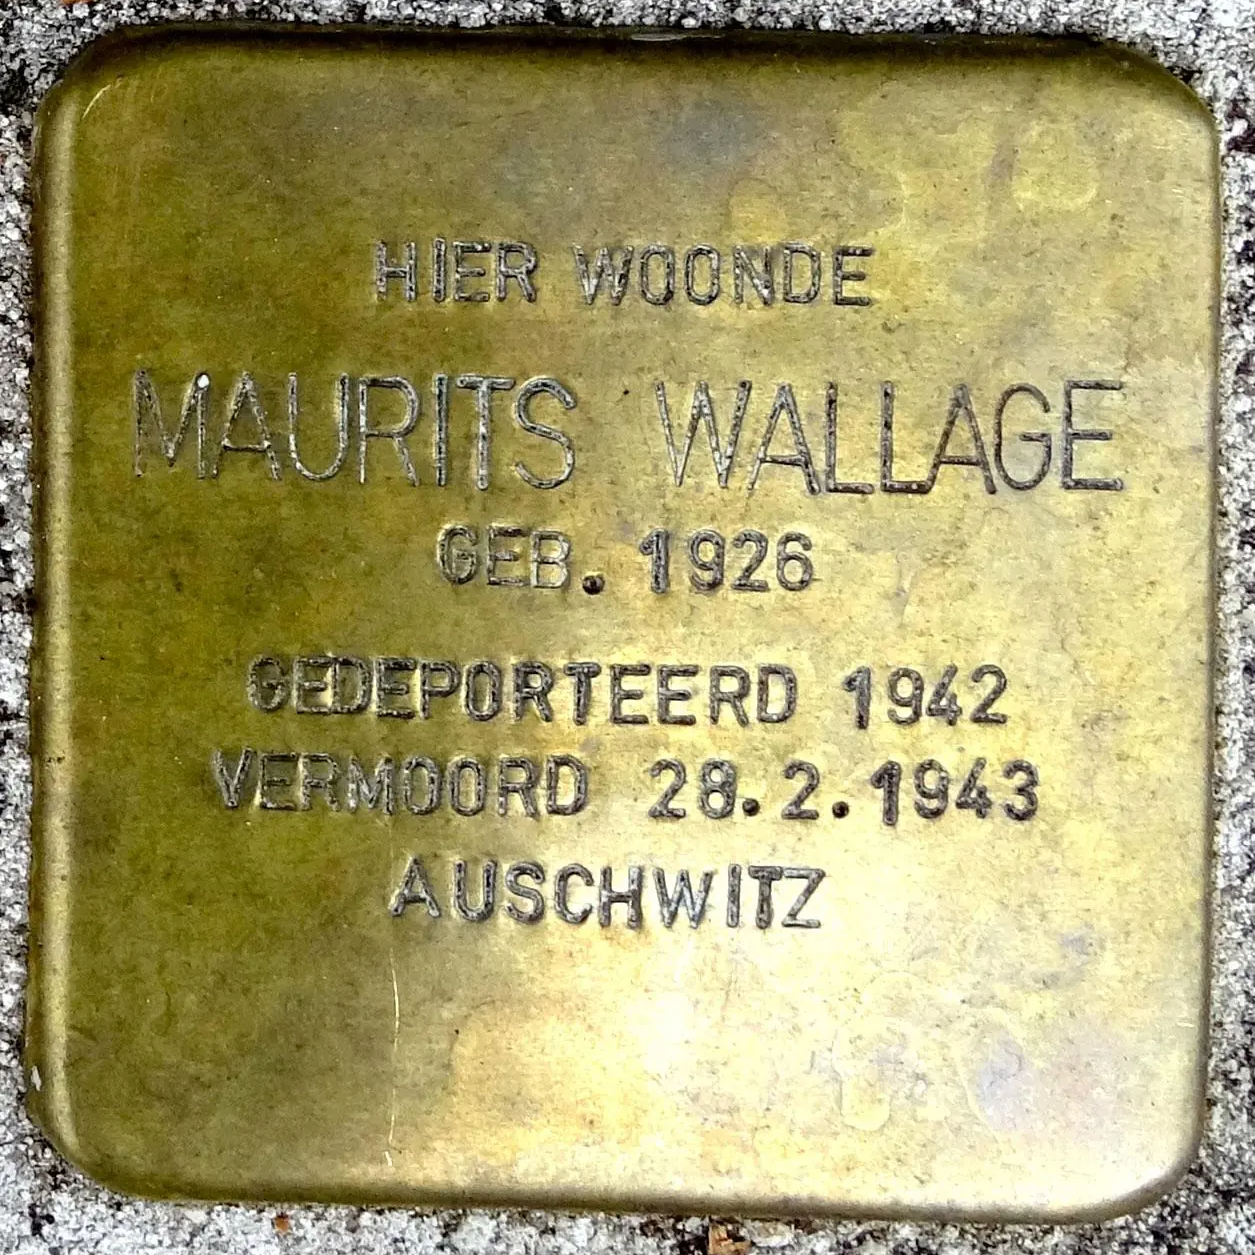 HIER WOONDE
MAURITS WALLAGE
GEB. 1926
GEDEPORTEERD 1942
VERMOORD 28.2.1943
AUSCHWITZ